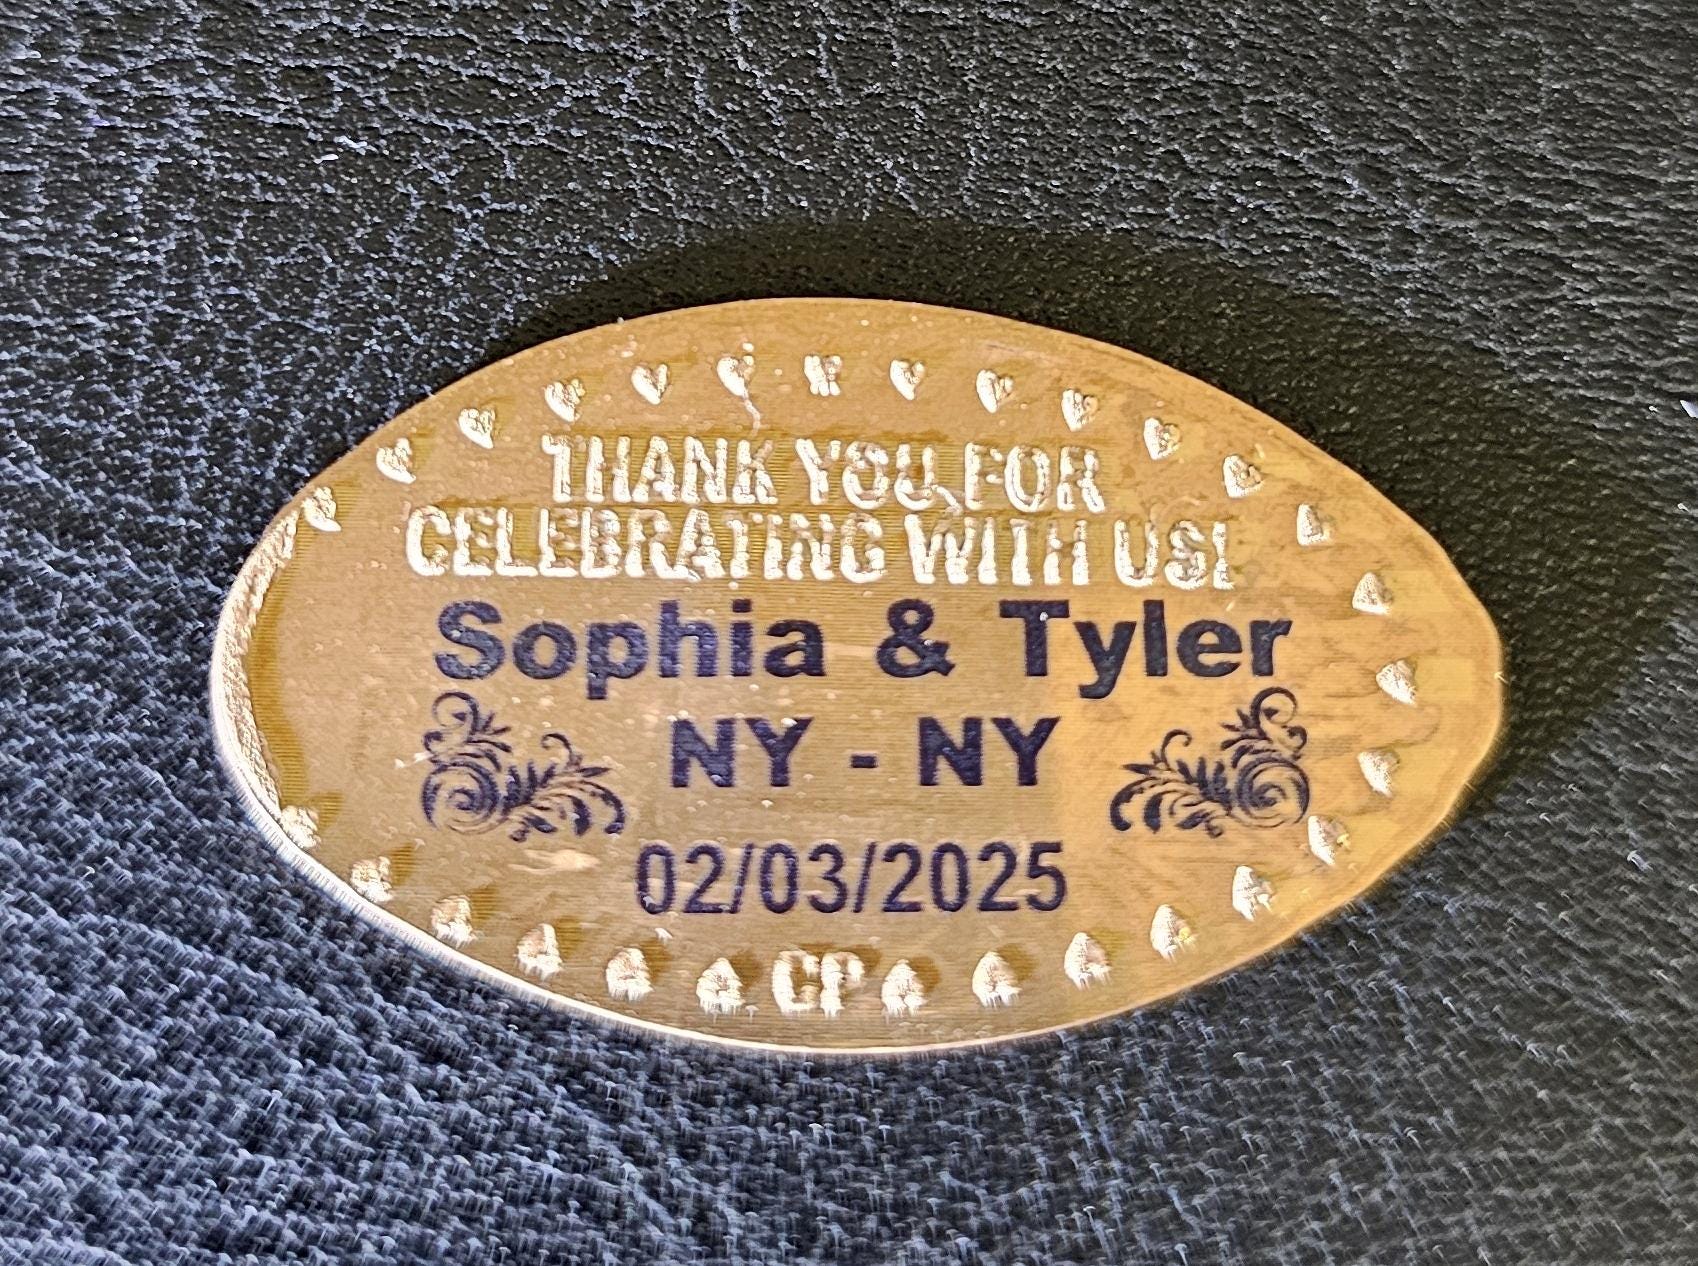 THANK YOU FOR
CELEBRATING WITH US!
Sophia & Tyler
NY - NY
02/03/2025
CP